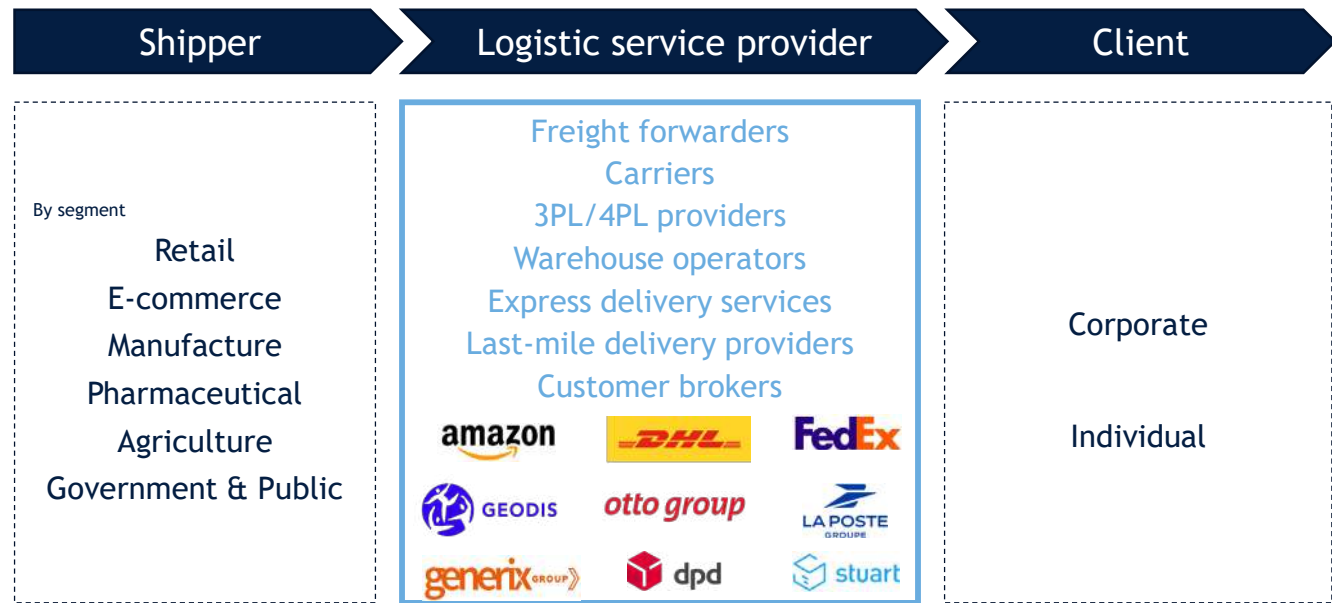 Shipper
Logistic service provider
Client
By segment
Retail
E-commerce
Manufacture
Pharmaceutical
Agriculture
Government & Public
Freight forwarders
Carriers
3PL/4PL providers
Warehouse operators
Express delivery services
Last-mile delivery providers
Customer brokers
amazon
DHL
FedEx
GEODIS
otto group
LA POSTE
GROUPE
generix GROUP
dpd
stuart
Corporate
Individual